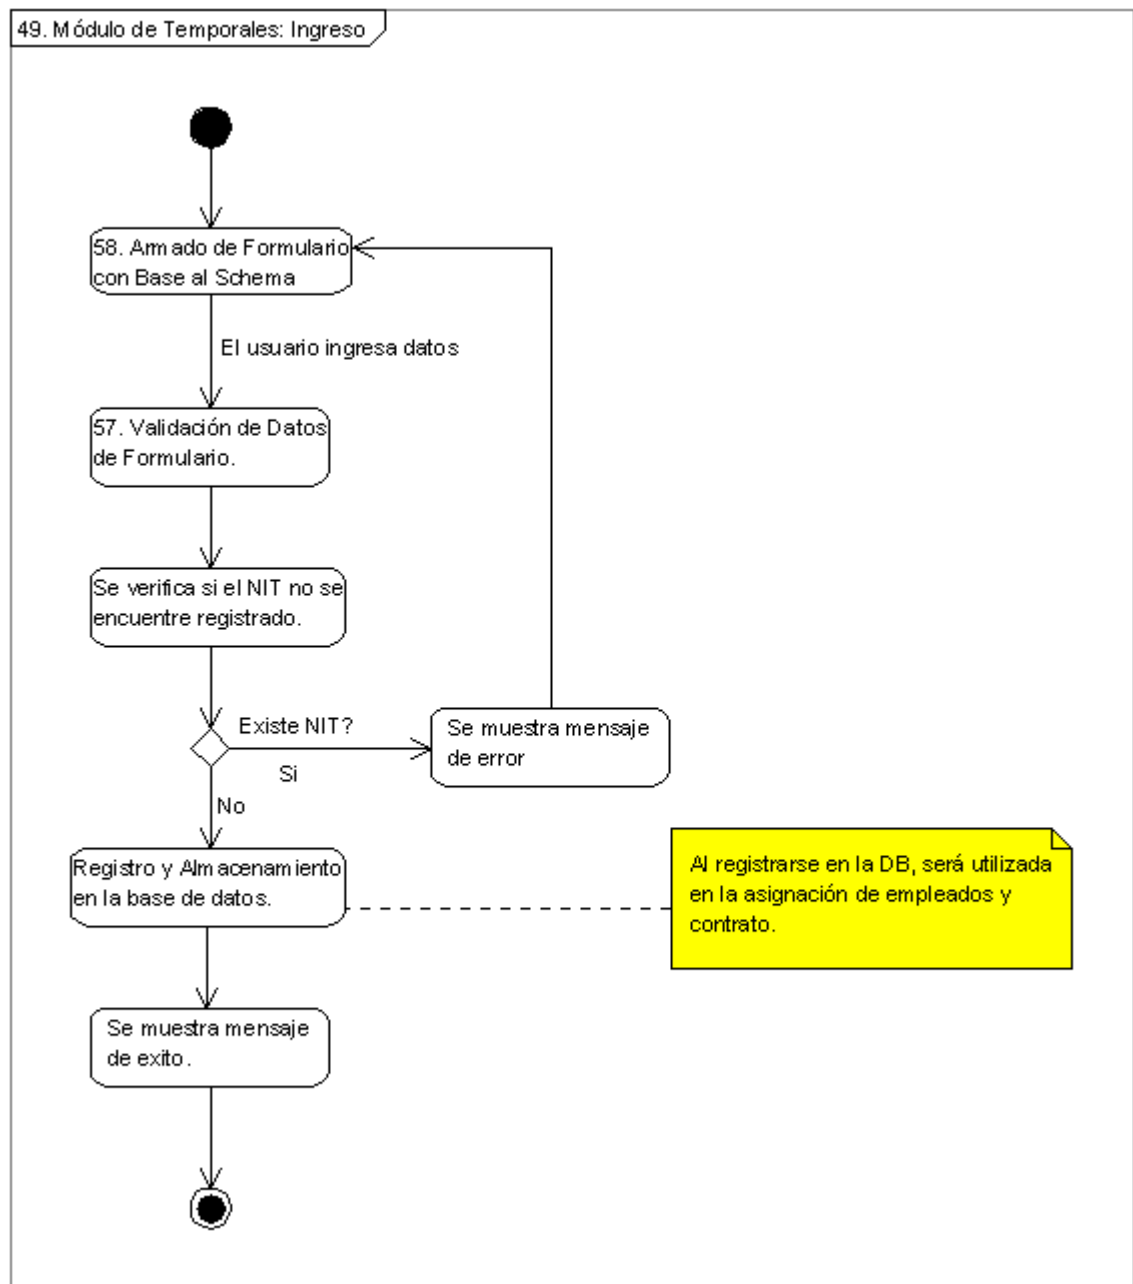 49. Módulo de Temporales: Ingreso
58. Armado de Formulario
con Base al Schema
El usuario ingresa datos
57. Validación de Datos
de Formulario.
Se verifica si el NIT no se
encuentre registrado.
Existe NIT?
Si
Se muestra mensaje
de error
No
Registro y Almacenamiento
en la base de datos.
Al registrarse en la DB, será utilizada
en la asignación de empleados y
contrato.
Se muestra mensaje
de exito.